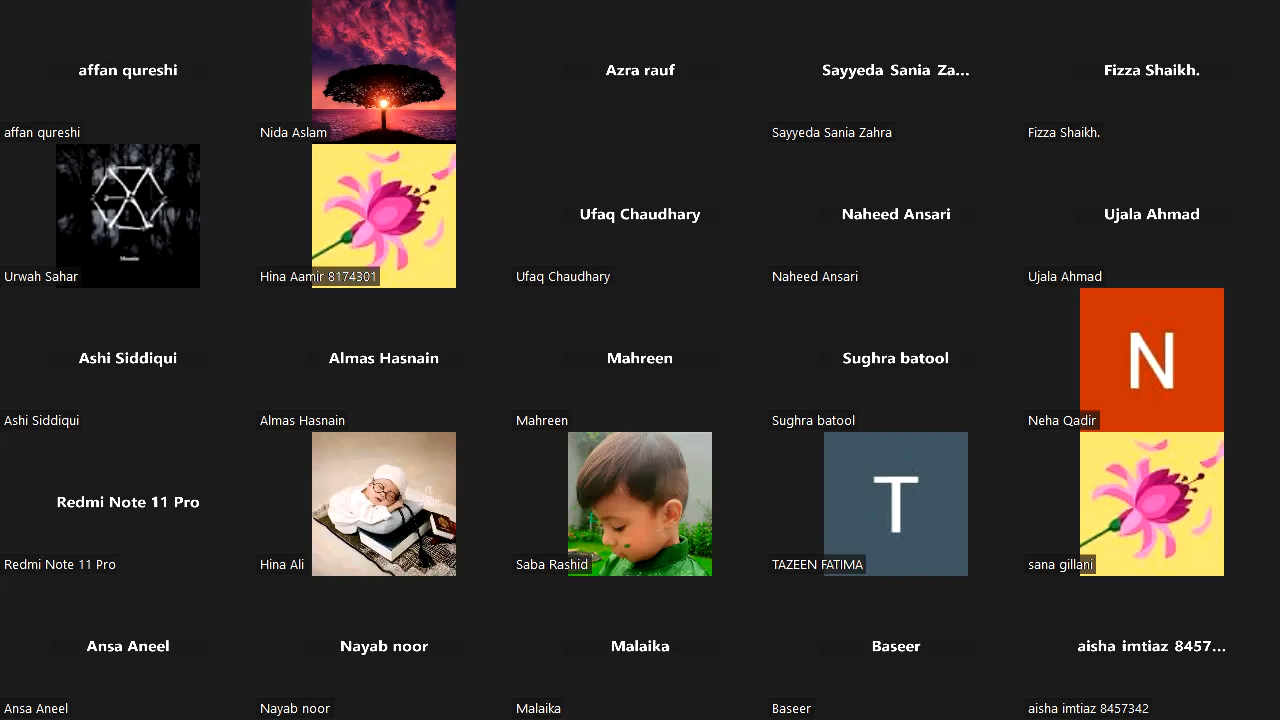 affan qureshi
Azra rauf
Sayyeda Sania Za...
Fizza Shaikh.
affan qureshi
Nida Aslam
Sayyeda Sania Zahra
Fizza Shaikh.
Ufaq Chaudhary
Naheed Ansari
Ujala Ahmad
Urwah Sahar
Hina Aamir 8174301
Ufaq Chaudhary
Naheed Ansari
Ujala Ahmad
Ashi Siddiqui
Almas Hasnain
Mahreen
Sughra batool
N
Ashi Siddiqui
Almas Hasnain
Mahreen
Sughra batool
Neha Qadir
Redmi Note 11 Pro
T
Redmi Note 11 Pro
Hina Ali
Saba Rashid
TAZEEN FATIMA
sana gillani
Ansa Aneel
Nayab noor
Malaika
Baseer
aisha imtiaz 8457...
Ansa Aneel
Nayab noor
Malaika
Baseer
aisha imtiaz 8457342